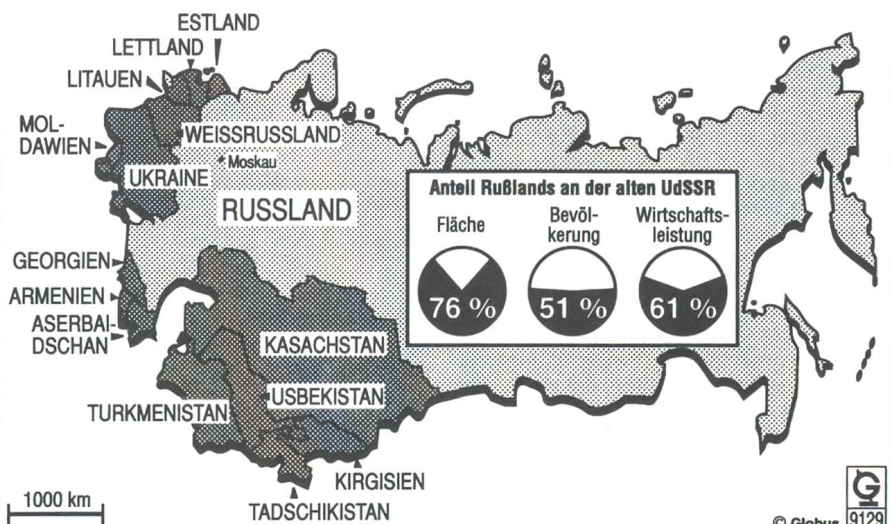 ESTLAND
LETTLAND
LITAUEN
MOL-
DAWIEN
WEISSRUSSLAND
Moskau
UKRAINE
RUSSLAND
Anteil Rußlands an der alten UdSSR
Fläche
Bevöl-
kerung
Wirtschafts-
leistung
76 %
51 %
61 %
GEORGIEN
ARMENIEN
ASERBAI-
DSCHAN
KASACHSTAN
USBEKISTAN
TURKMENISTAN
KIRGISIEN
TADSCHIKISTAN
1000 km
© Globus
9129